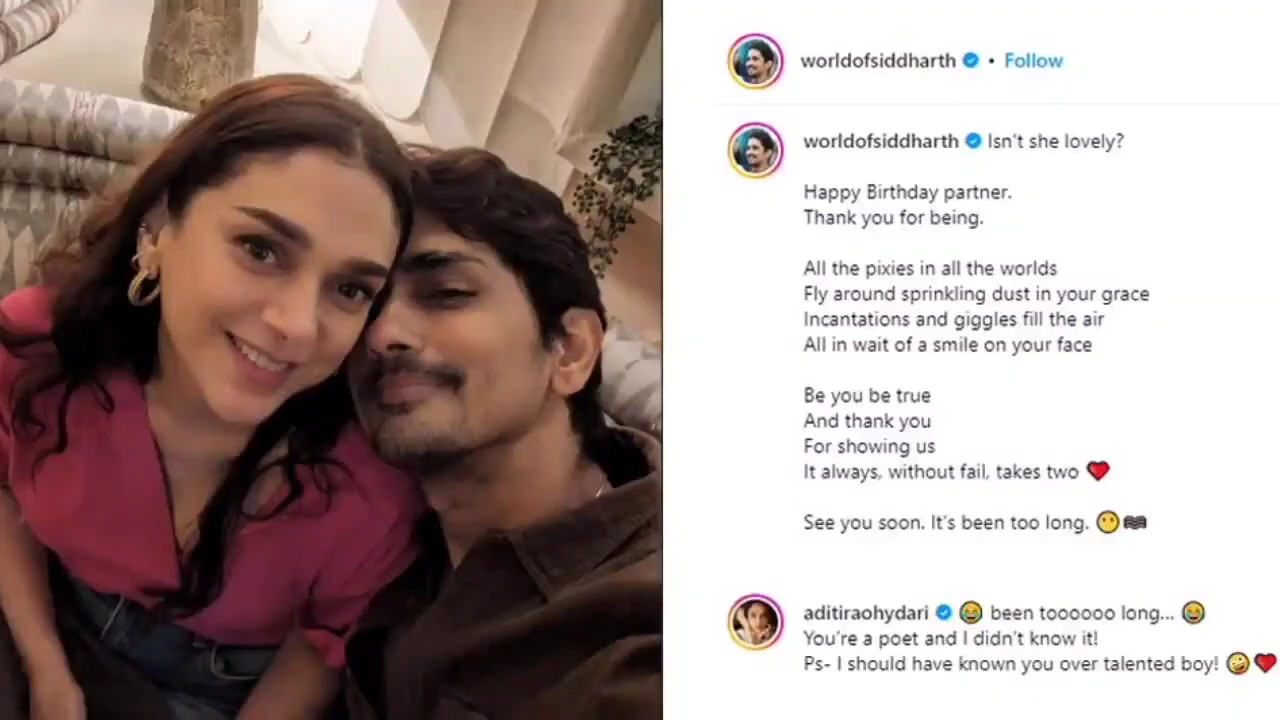 worldofsiddharth • Follow
worldofsiddharth Isn't she lovely?
Happy Birthday partner.
Thank you for being.
All the pixies in all the worlds
Fly around sprinkling dust in your grace
Incantations and giggles fill the air
All in wait of a smile on your face
Be you be true
And thank you
For showing us
It always, without fail, takes two ❤️
See you soon. It's been too long. 😶〰️
aditiraohydari 😂 been toooooo long... 😂
You're a poet and I didn't know it!
Ps- I should have known you over talented boy! 🤪❤️